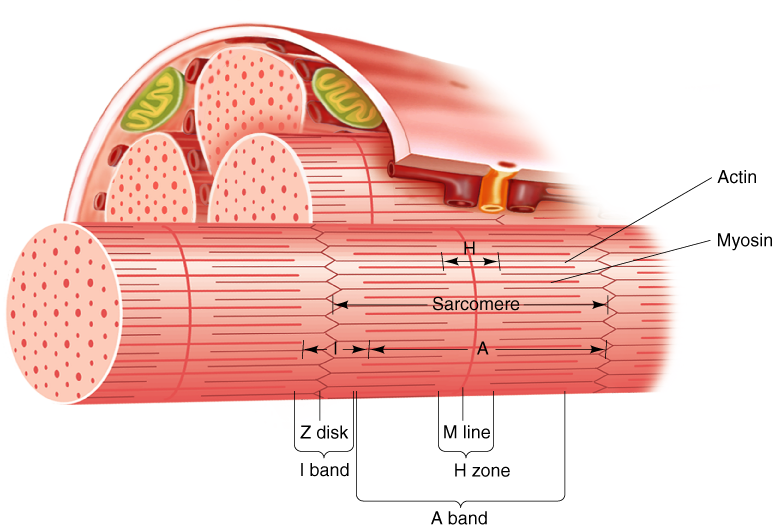 Actin
Myosin
H
Sarcomere
I
A
Z disk
M line
I band
H zone
A band